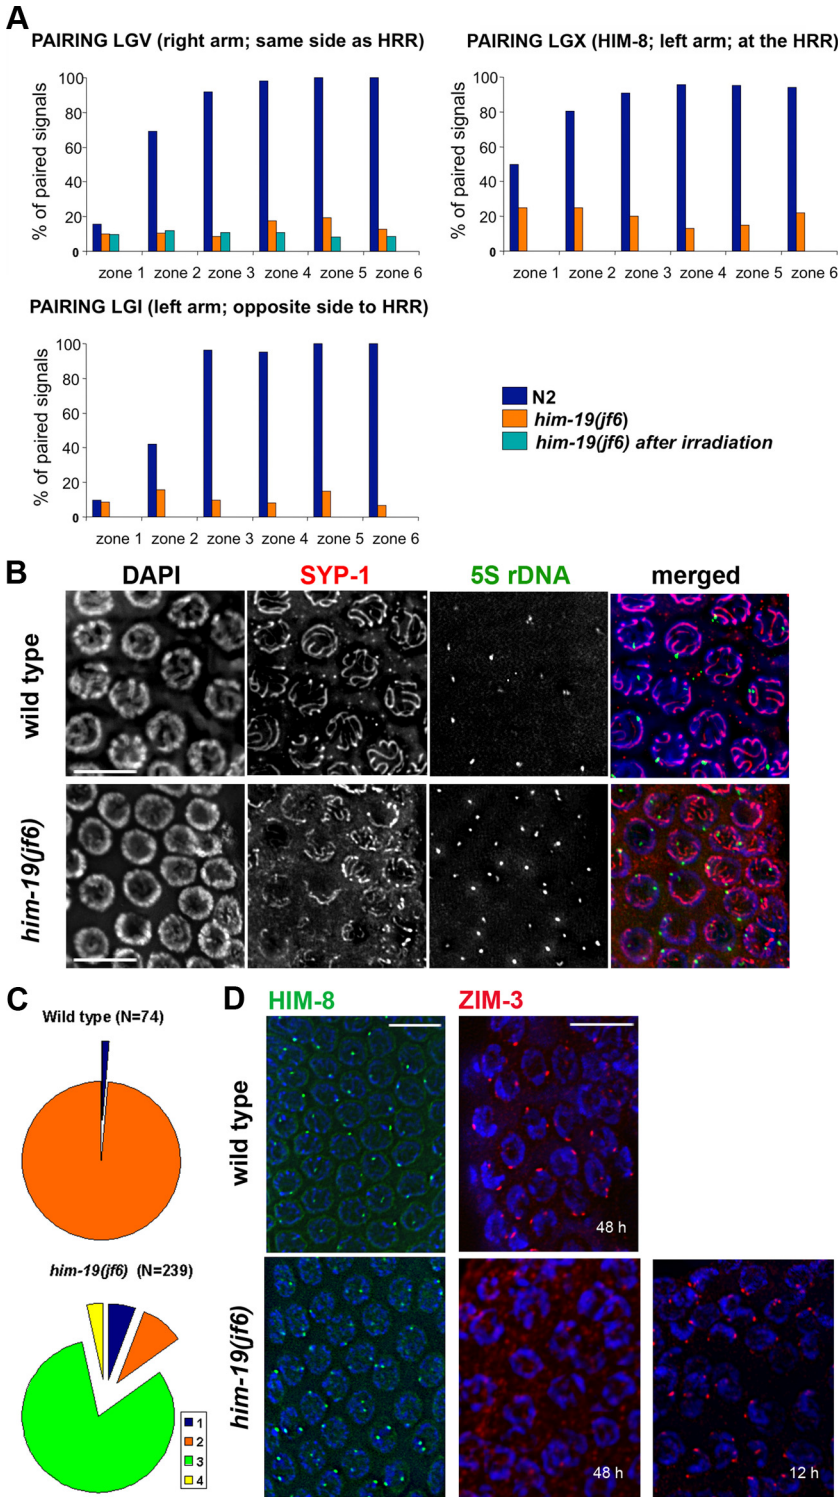 A
PAIRING LGV (right arm; same side as HRR)
% of paired signals
100
80
60
40
20
0
zone 1 zone 2 zone 3 zone 4 zone 5 zone 6
PAIRING LGX (HIM-8; left arm; at the HRR)
% of paired signals
100
80
60
40
20
0
zone 1 zone 2 zone 3 zone 4 zone 5 zone 6
PAIRING LGI (left arm; opposite side to HRR)
% of paired signals
100
80
60
40
20
0
zone 1 zone 2 zone 3 zone 4 zone 5 zone 6
N2
him-19(jf6)
him-19(jf6) after irradiation
B
DAPI SYP-1 5S rDNA merged
wild type
him-19(jf6)
C
Wild type (N=74)
him-19(jf6) (N=239)
1
2
3
4
D
HIM-8 ZIM-3
wild type
48 h
him-19(jf6)
48 h
12 h